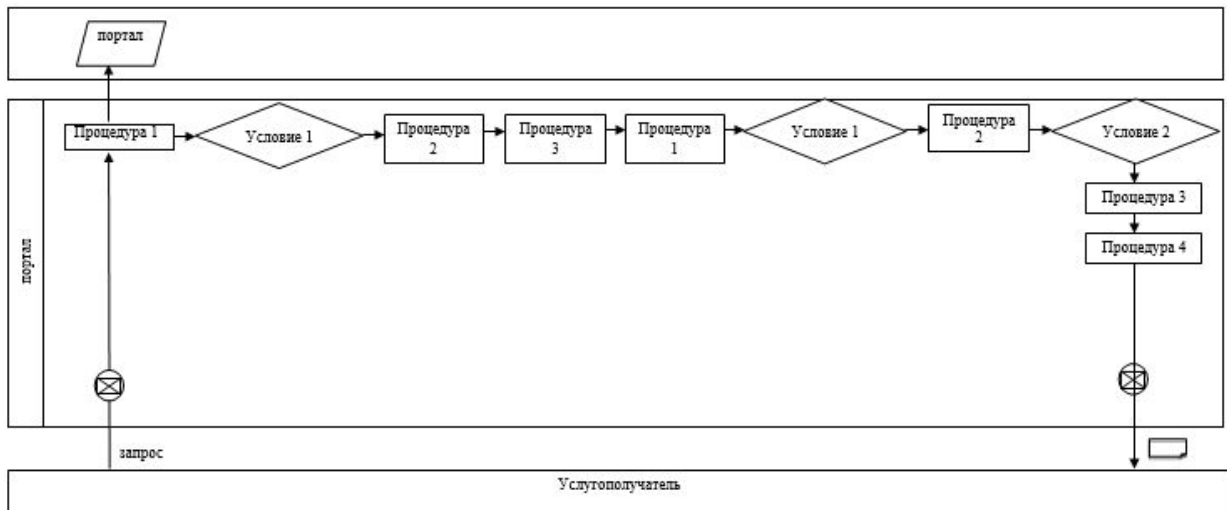 портал
Процедура 1
Условие 1
Процедура
2
Процедура
3
Процедура
1
Условие 1
Процедура
2
Условие 2
Процедура 3
Процедура 4
портал
запрос
Услугополучатель